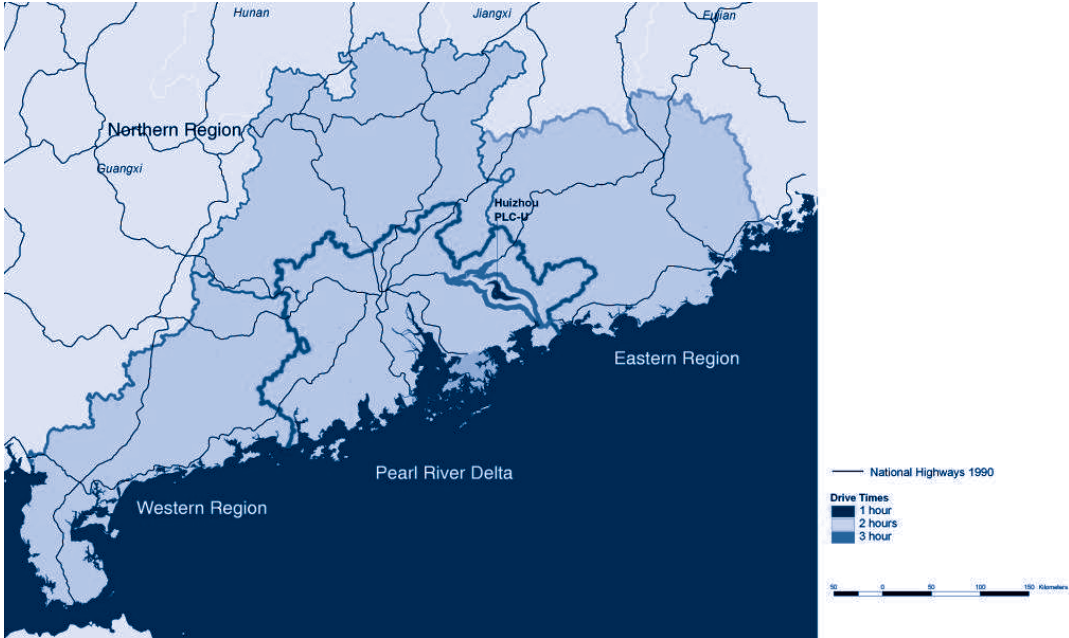 Hunan
Jiangxi
Fujian
Northern Region
Guangxi
Huizhou
PLC-U
Eastern Region
Pearl River Delta
Western Region
National Highways 1990
Drive Times
1 hour
2 hours
3 hour
50 0 50 100 150 Kilometers